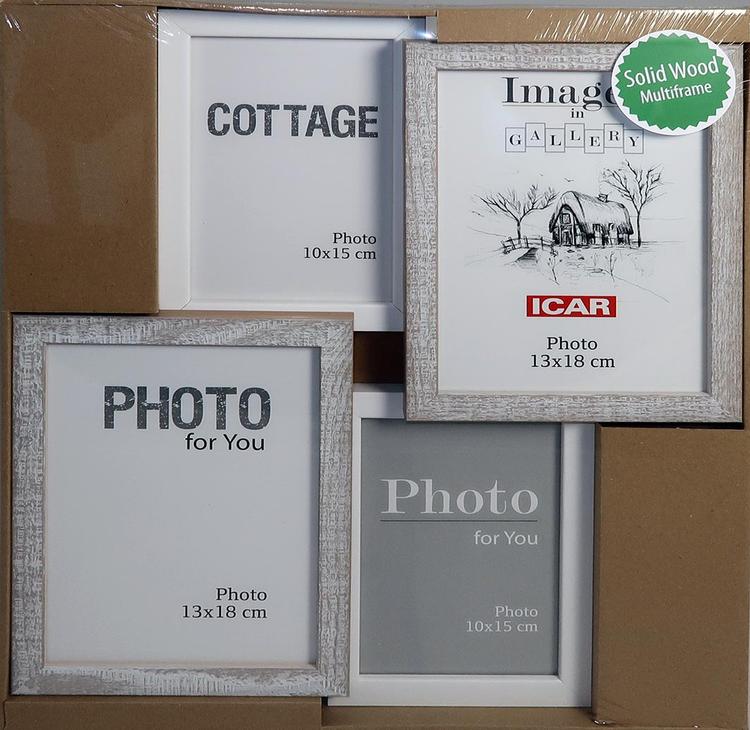 COTTAGE
Photo
10x15 cm
Image
in
GALLERY
ICAR
Photo
13x18 cm
Solid Wood
Multiframe
PHOTO
for You
Photo
13x18 cm
Photo
for You
Photo
10x15 cm